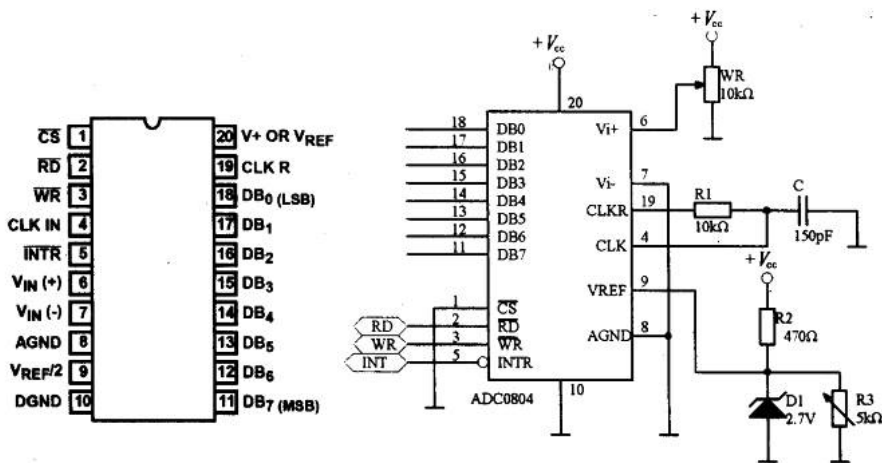 CS 1
RD 2
WR 3
CLK IN 4
INTR 5
VIN (+) 6
VIN (-) 7
AGND 8
VREF/2 9
DGND 10
20 V+ OR VREF
19 CLK R
18 DB0 (LSB)
17 DB1
16 DB2
15 DB3
14 DB4
13 DB5
12 DB6
11 DB7 (MSB)
+Vcc
20
18 DB0
17 DB1
16 DB2
15 DB3
14 DB4
13 DB5
12 DB6
11 DB7
1 CS
RD 2 RD
WR 3 WR
INT 5 INTR
ADC0804
10
Vi+ 6
Vi- 7
CLKR 19
CLK 4
VREF 9
AGND 8
+Vcc
WR
10kΩ
R1
10kΩ
C
150pF
+Vcc
R2
470Ω
D1
2.7V
R3
5kΩ